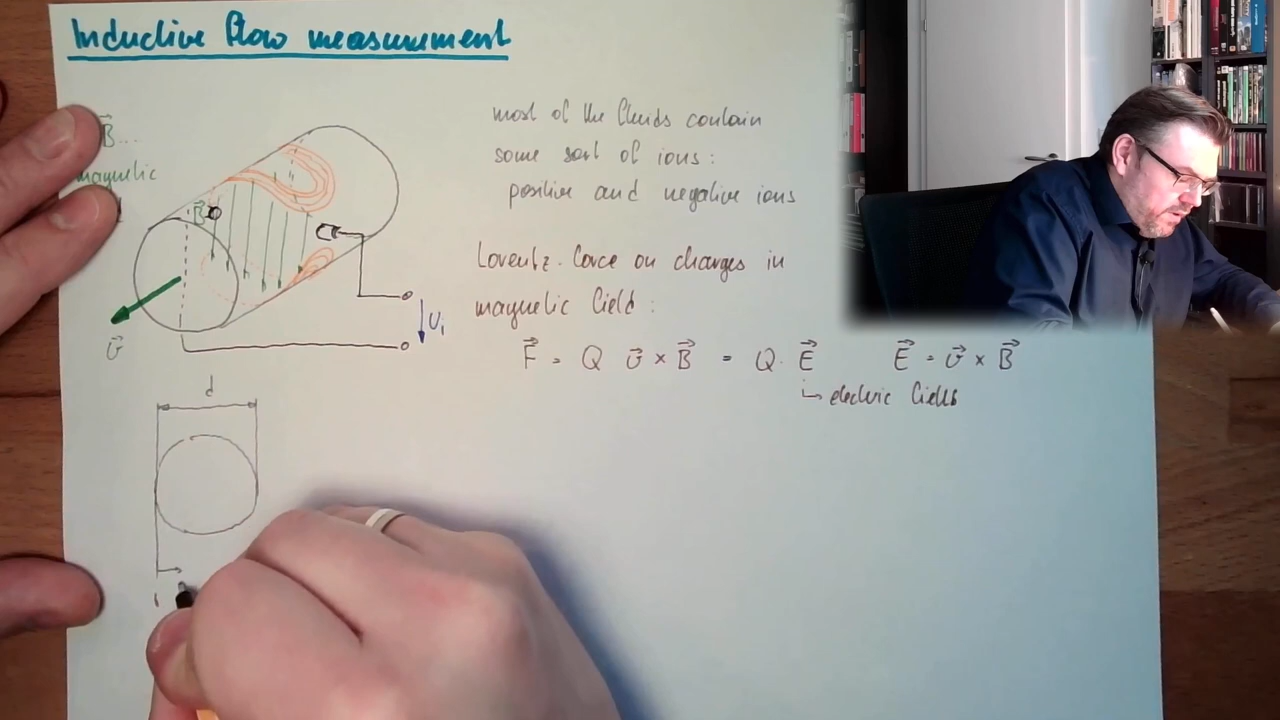 Inductive flow measurement
B⃗...
magnetic
B⃗
v⃗
U₁
d
most of the fluids contain
some sort of ions:
positive and negative ions
Lorentz-force on charges in
magnetic field:
F⃗ = Q v⃗ × B⃗ = Q · E⃗ E⃗ = v⃗ × B⃗
↳ electric field